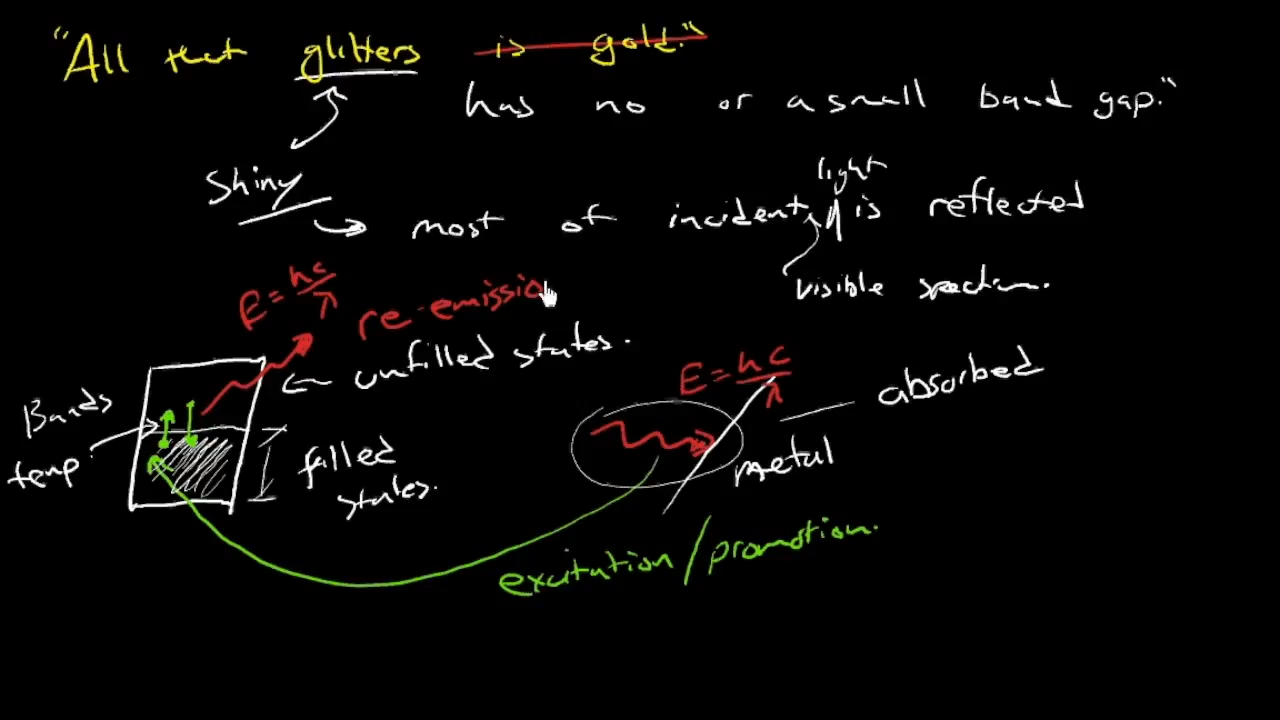 "All that glitters is gold."
has no or a small band gap."
Shiny
light
most of incident is reflected
visible spectrum.
E = hc/λ
re-emission
unfilled states.
E = hc/λ
absorbed
Bands
temp
filled
states.
metal
excitation/promotion.